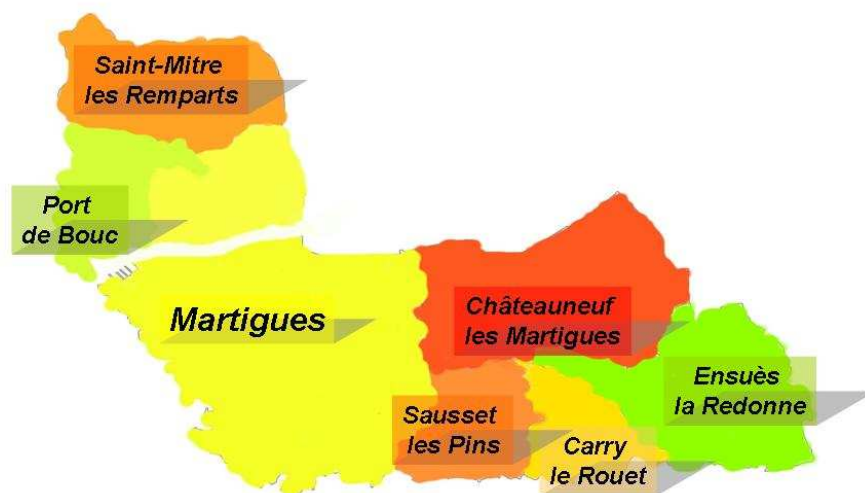 Saint-Mitre
les Remparts
Port
de Bouc
Martigues
Châteauneuf
les Martigues
Ensuès
la Redonne
Sausset
les Pins
Carry
le Rouet